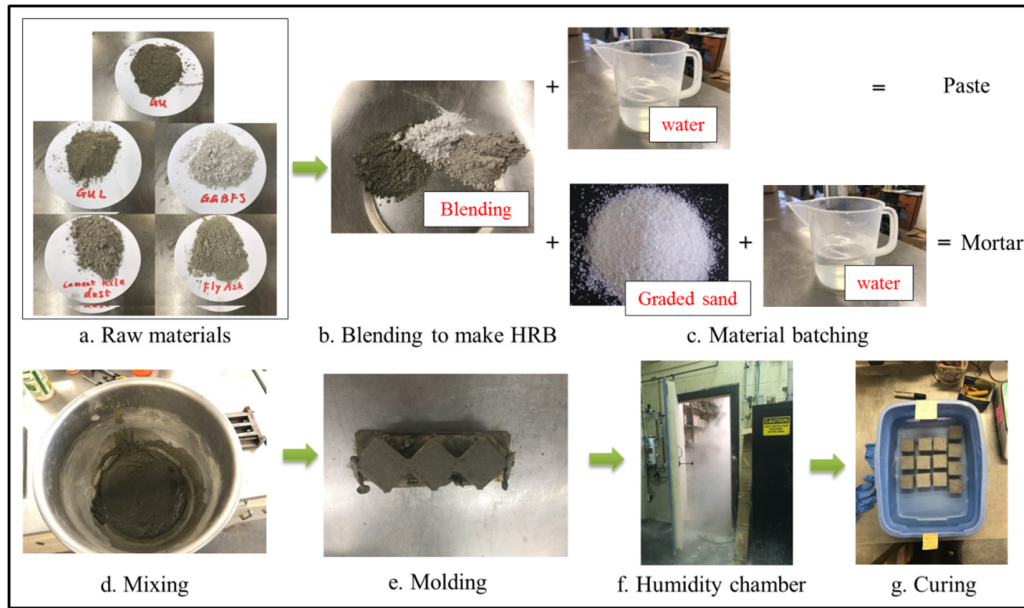 GU
GUL
GGBFS
Cement kiln
dust
Fly Ash
Blending
+
water
=
Paste
+
Graded sand
+
water
=
Mortar
a. Raw materials
b. Blending to make HRB
c. Material batching
CAUTION
d. Mixing
e. Molding
f. Humidity chamber
g. Curing